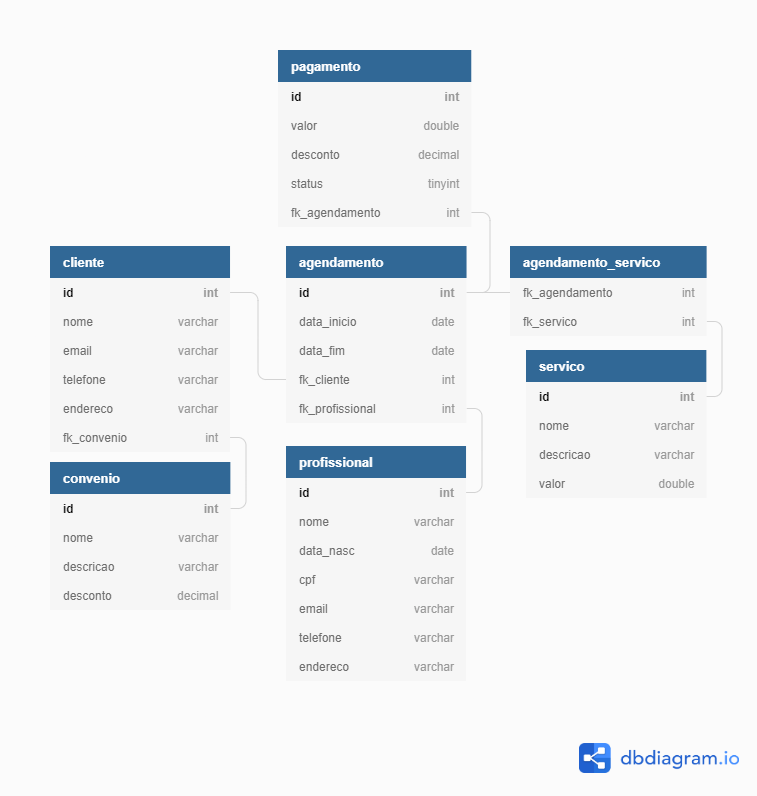 pagamento
id int
valor double
desconto decimal
status tinyint
fk_agendamento int
cliente
id int
nome varchar
email varchar
telefone varchar
endereco varchar
fk_convenio int
agendamento
id int
data_inicio date
data_fim date
fk_cliente int
fk_profissional int
agendamento_servico
fk_agendamento int
fk_servico int
servico
id int
nome varchar
descricao varchar
valor double
convenio
id int
nome varchar
descricao varchar
desconto decimal
profissional
id int
nome varchar
data_nasc date
cpf varchar
email varchar
telefone varchar
endereco varchar
dbdiagram.io